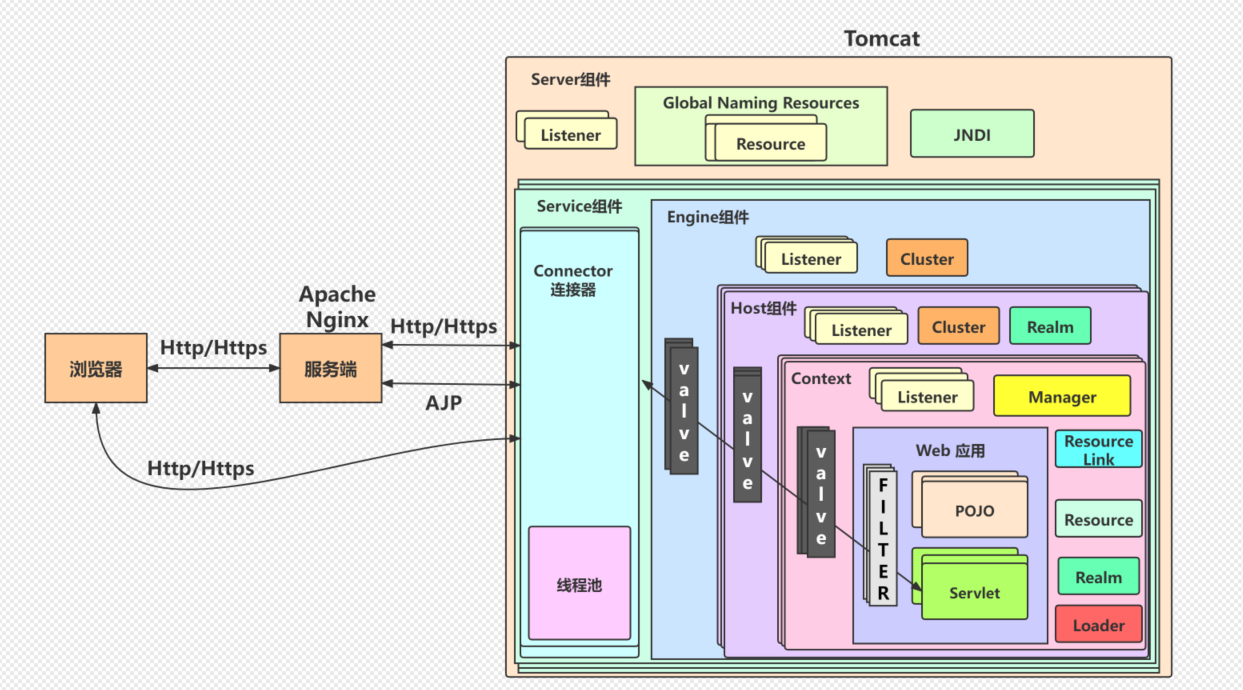 Tomcat
Server组件
Listener
Global Naming Resources
Resource
JNDI
Service组件
Connector
连接器
线程池
Engine组件
Listener
Cluster
Host组件
Listener
Cluster
Realm
Context
Listener
Manager
valve
valve
valve
Web 应用
FILTER
POJO
Servlet
Resource
Link
Resource
Realm
Loader
浏览器
Http/Https
Apache
Nginx
服务端
Http/Https
AJP
Http/Https